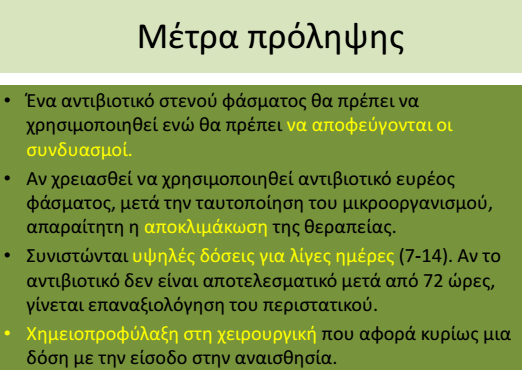 Μέτρα πρόληψης
• Ένα αντιβιοτικό στενού φάσματος θα πρέπει να
χρησιμοποιηθεί ενώ θα πρέπει να αποφεύγονται οι
συνδυασμοί.
• Αν χρειασθεί να χρησιμοποιηθεί αντιβιοτικό ευρέος
φάσματος, μετά την ταυτοποίηση του μικροοργανισμού,
απαραίτητη η αποκλιμάκωση της θεραπείας.
• Συνιστώνται υψηλές δόσεις για λίγες ημέρες (7-14). Αν το
αντιβιοτικό δεν είναι αποτελεσματικό μετά από 72 ώρες,
γίνεται επαναξιολόγηση του περιστατικού.
• Χημειοπροφύλαξη στη χειρουργική που αφορά κυρίως μια
δόση με την είσοδο στην αναισθησία.